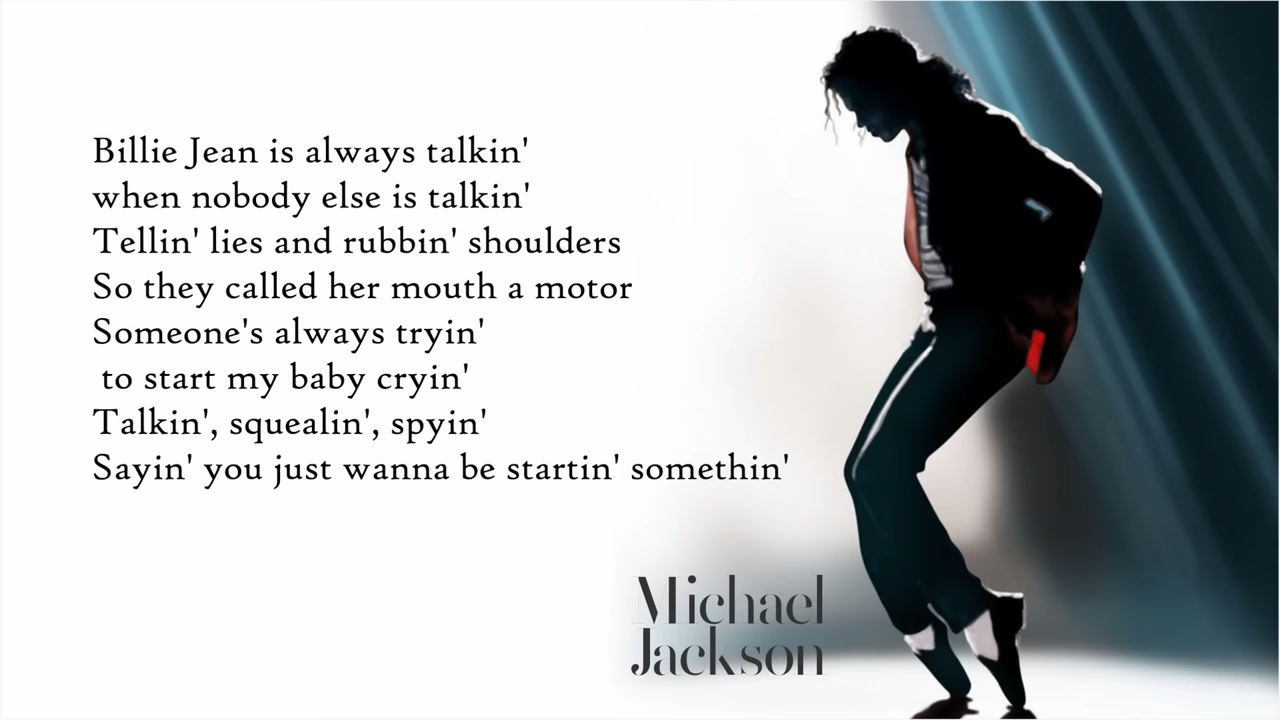 Billie Jean is always talkin'
when nobody else is talkin'
Tellin' lies and rubbin' shoulders
So they called her mouth a motor
Someone's always tryin'
to start my baby cryin'
Talkin', squealin', spyin'
Sayin' you just wanna be startin' somethin'
Michael
Jackson